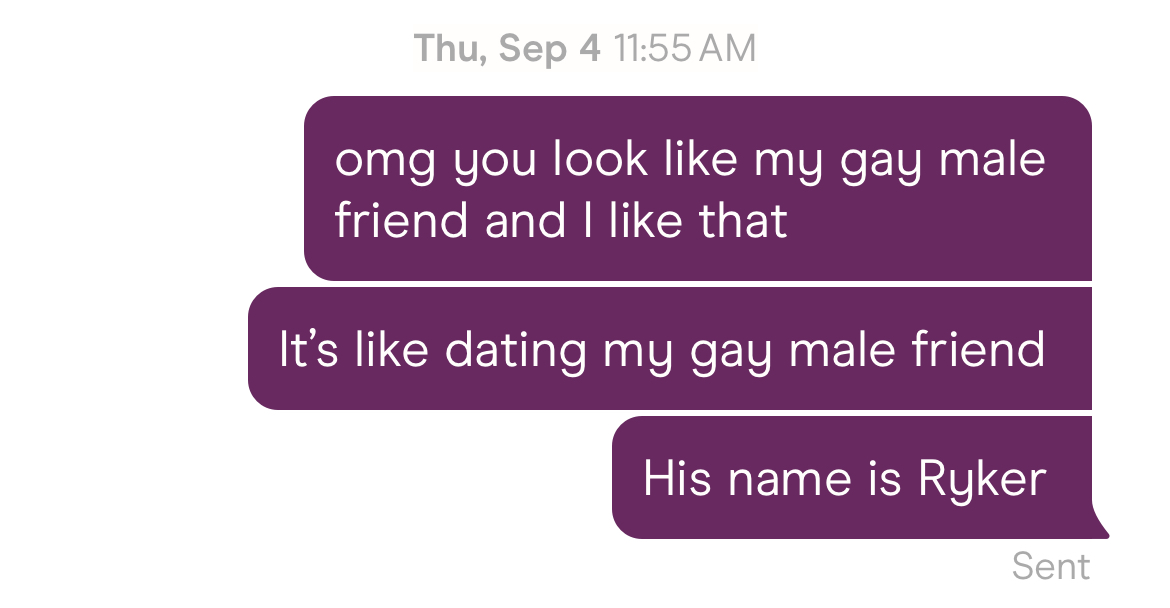 Thu, Sep 4 11:55 AM
omg you look like my gay male
friend and I like that
It’s like dating my gay male friend
His name is Ryker
Sent